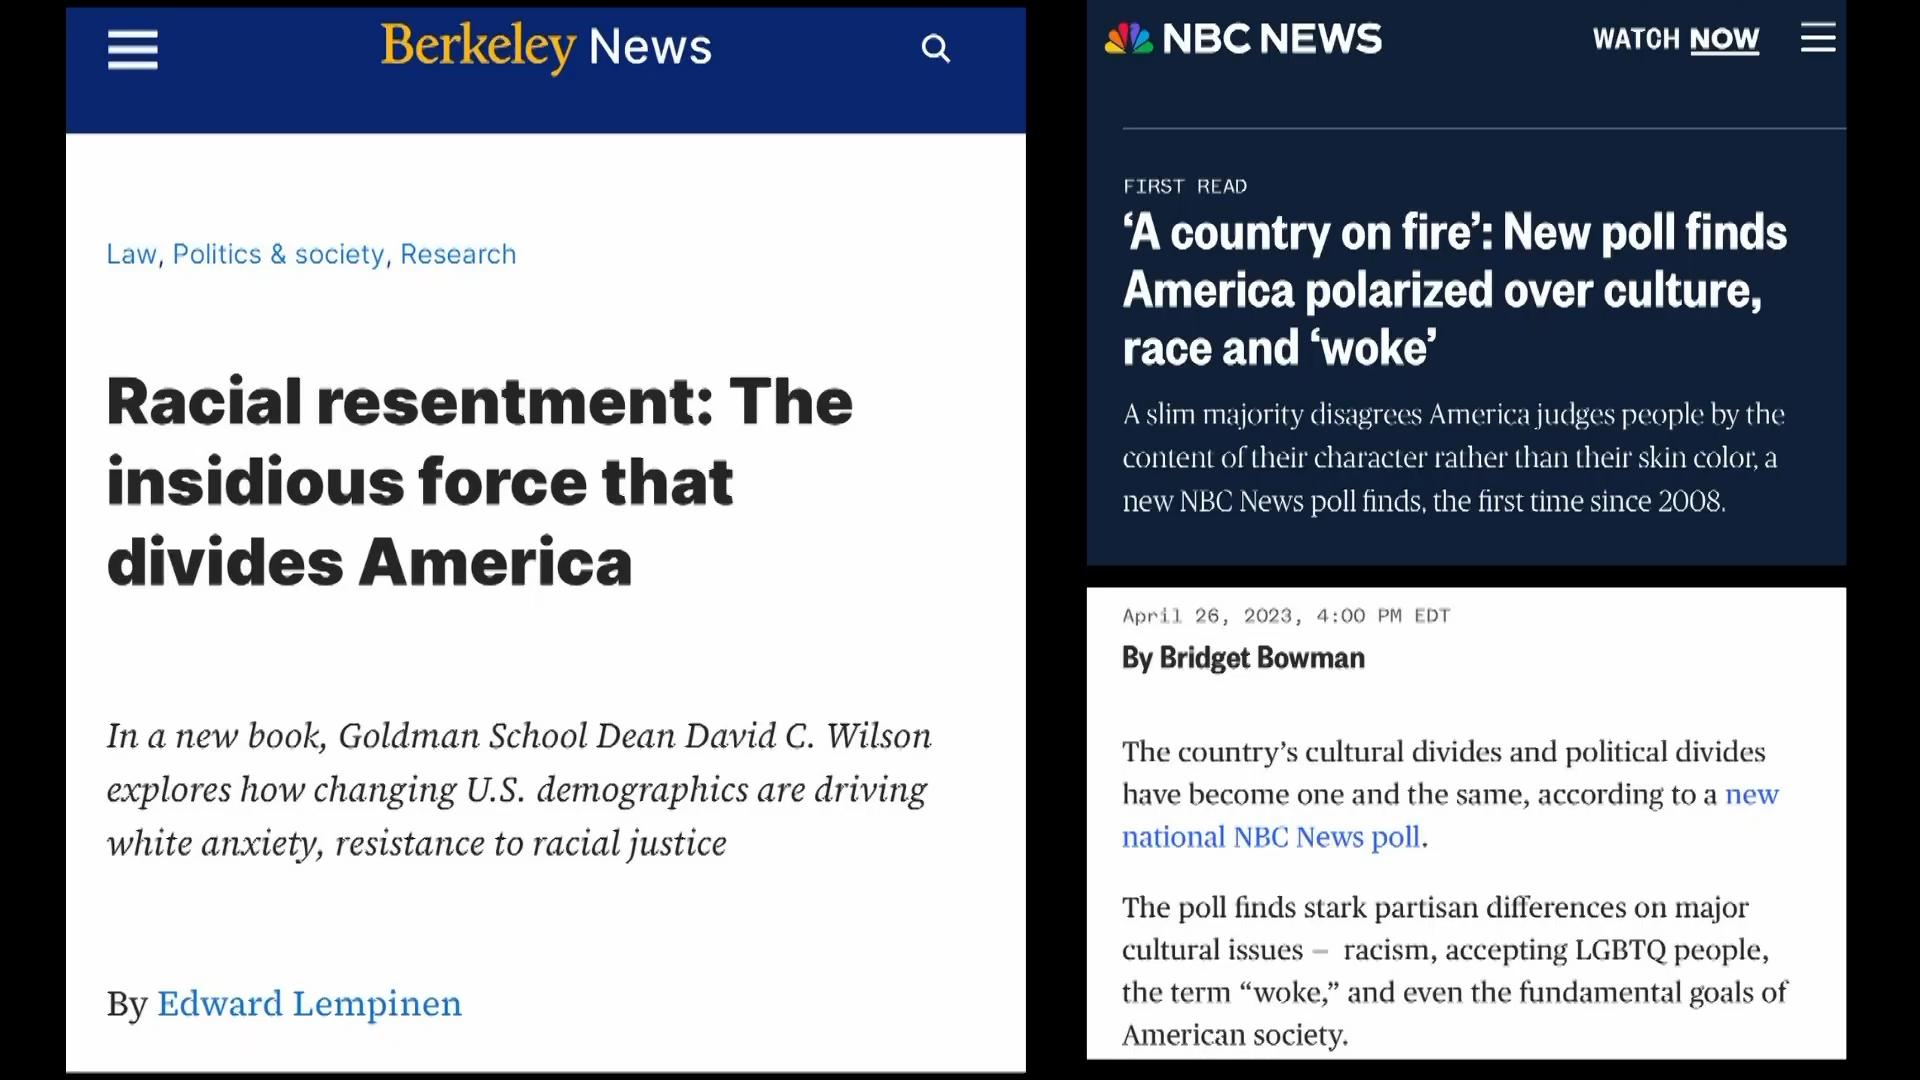 Berkeley News
Law, Politics & society, Research
Racial resentment: The
insidious force that
divides America
In a new book, Goldman School Dean David C. Wilson
explores how changing U.S. demographics are driving
white anxiety, resistance to racial justice
By Edward Lempinen
NBC NEWS
WATCH NOW
FIRST READ
‘A country on fire’: New poll finds
America polarized over culture,
race and ‘woke’
A slim majority disagrees America judges people by the
content of their character rather than their skin color, a
new NBC News poll finds, the first time since 2008.
April 26, 2023, 4:00 PM EDT
By Bridget Bowman
The country’s cultural divides and political divides
have become one and the same, according to a new
national NBC News poll.
The poll finds stark partisan differences on major
cultural issues — racism, accepting LGBTQ people,
the term “woke,” and even the fundamental goals of
American society.